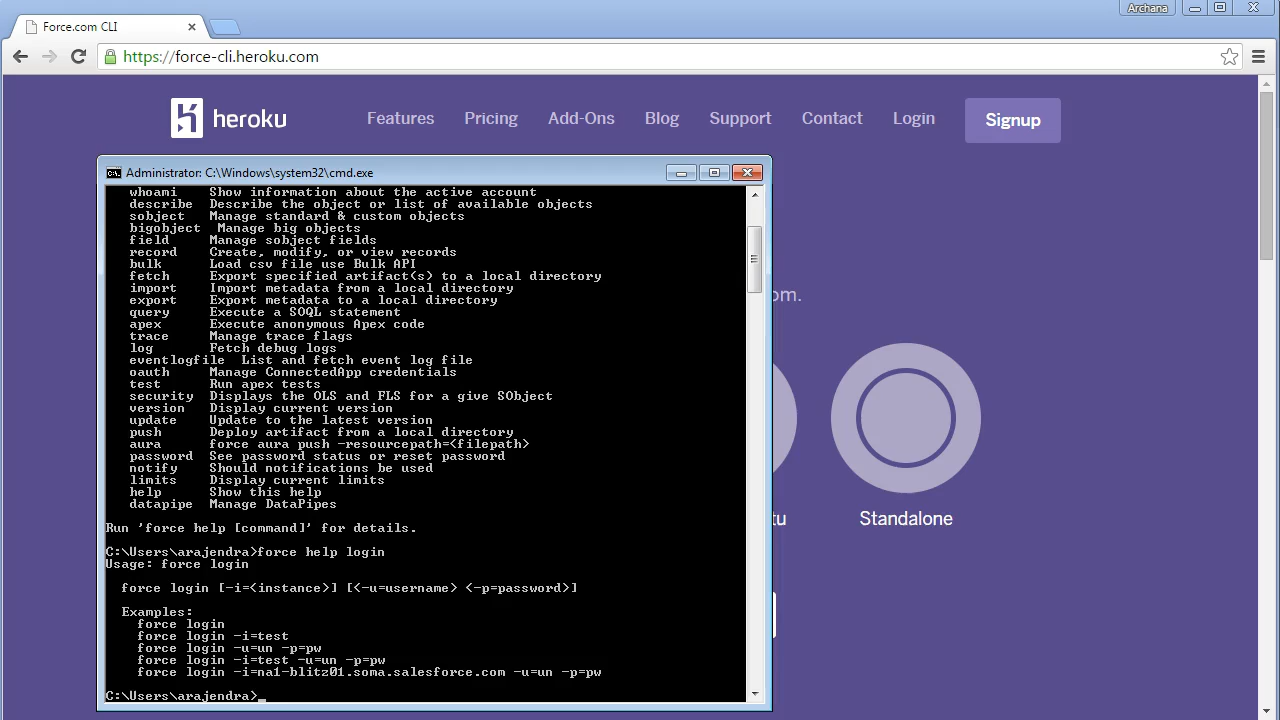 Archana
Force.com CLI
https://force-cli.heroku.com
heroku Features Pricing Add-Ons Blog Support Contact Login Signup
Administrator: C:\Windows\system32\cmd.exe
whoami Show information about the active account
describe Describe the object or list of available objects
sobject Manage standard & custom objects
bigobject Manage big objects
field Manage sobject fields
record Create, modify, or view records
bulk Load csv file use Bulk API
fetch Export specified artifact(s) to a local directory
import Import metadata from a local directory
export Export metadata to a local directory
query Execute a SOQL statement
apex Execute anonymous Apex code
trace Manage trace flags
log Fetch debug logs
eventlogfile List and fetch event log file
oauth Manage ConnectedApp credentials
test Run apex tests
security Displays the OLS and FLS for a give SObject
version Display current version
update Update to the latest version
push Deploy artifact from a local directory
aura force aura push -resourcepath=<filepath>
password See password status or reset password
notify Should notifications be used
limits Display current limits
help Show this help
datapipe Manage DataPipes
Run 'force help [command]' for details.
C:\Users\arajendra>force help login
Usage: force login
force login [-i=<instance>] [<-u=username> <-p=password>]
Examples:
force login
force login -i=test
force login -u=un -p=pw
force login -i=test -u=un -p=pw
force login -i=na1-blitz01.soma.salesforce.com -u=un -p=pw
C:\Users\arajendra>_
om.
tu
Standalone